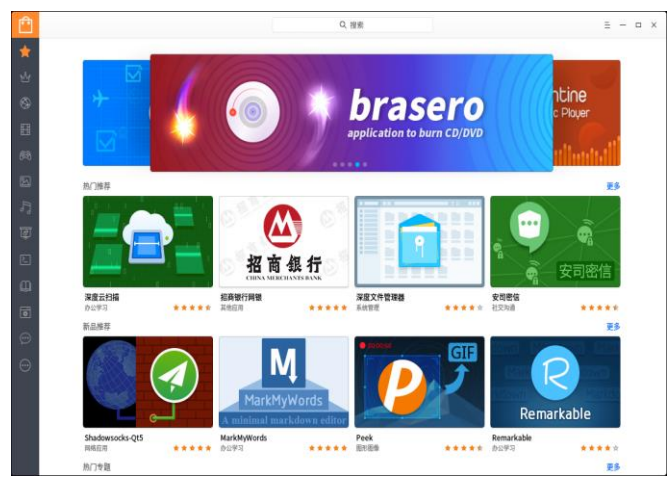 搜索
brasero
application to burn CD/DVD
ntine
c Player
热门推荐
更多
招商银行
CHINA MERCHANTS BANK
安司密信
深度云扫描
办公学习
招商银行网银
其他应用
深度文件管理器
系统管理
安司密信
社交沟通
新品推荐
更多
M
MarkMyWords
A minimal markdown editor
GIF
P
R
Remarkable
Shadowsocks-Qt5
网络应用
MarkMyWords
办公学习
Peek
图形图像
Remarkable
办公学习
热门专题
更多